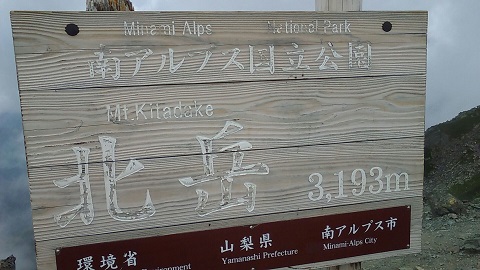 Minami Alps National Park
南アルプス国立公園
Mt.Kitadake
北岳
3,193m
環境省 山梨県 南アルプス市
Environment Yamanashi Prefecture Minami-Alps City